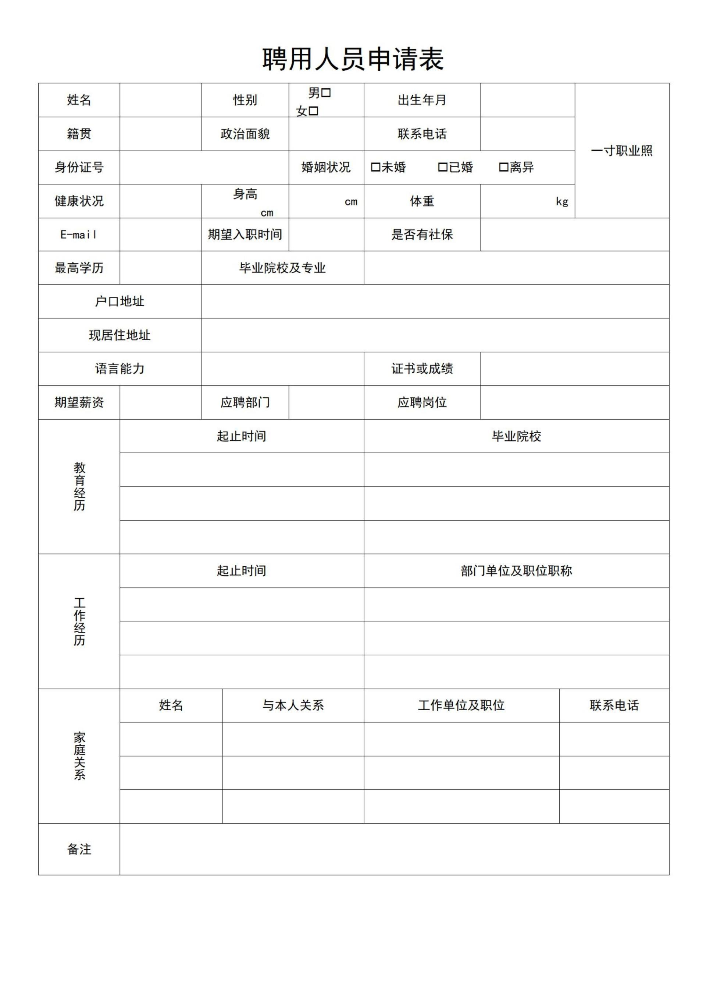 聘用人员申请表
姓名 性别 男□ 出生年月
女□
籍贯 政治面貌 联系电话
一寸职业照
身份证号 婚姻状况 □未婚 □已婚 □离异
健康状况 身高 cm 体重 kg
cm
E-mail 期望入职时间 是否有社保
最高学历 毕业院校及专业
户口地址
现居住地址
语言能力 证书或成绩
期望薪资 应聘部门 应聘岗位
教育经历
起止时间 毕业院校
工作经历
起止时间 部门单位及职位职称
家庭关系
姓名 与本人关系 工作单位及职位 联系电话
备注